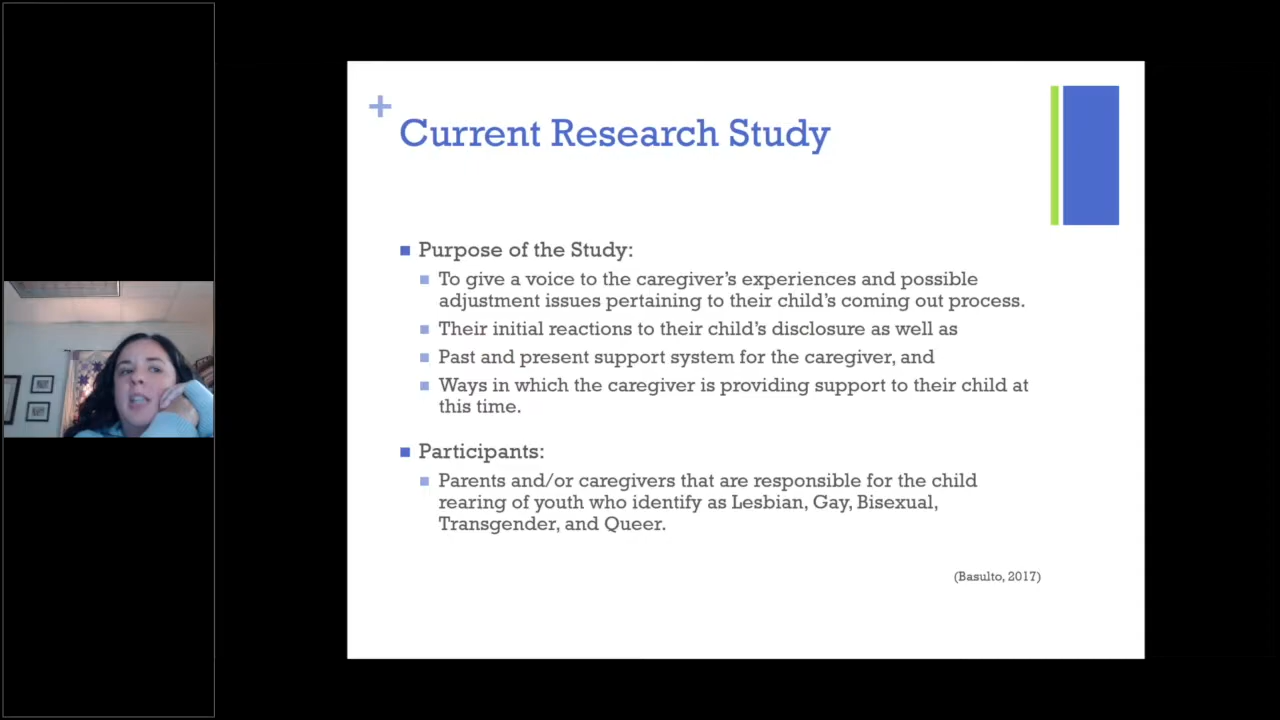 +
Current Research Study
Purpose of the Study:
To give a voice to the caregiver's experiences and possible
adjustment issues pertaining to their child's coming out process.
Their initial reactions to their child's disclosure as well as
Past and present support system for the caregiver, and
Ways in which the caregiver is providing support to their child at
this time.
Participants:
Parents and/or caregivers that are responsible for the child
rearing of youth who identify as Lesbian, Gay, Bisexual,
Transgender, and Queer.
(Basulto, 2017)